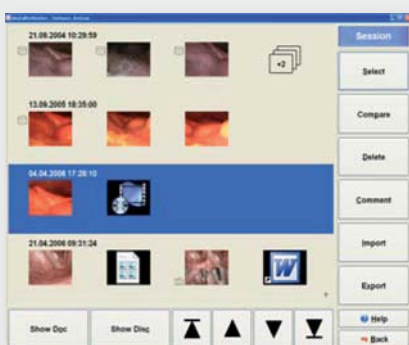 Session
21.09.2004 10:29:59
+2
Select
13.09.2005 18:35:00
Compare
Delete
04.04.2006 17:28:10
Comment
21.04.2006 09:31:24
Import
W
Export
Show Doc
Show Disc
Help
Back